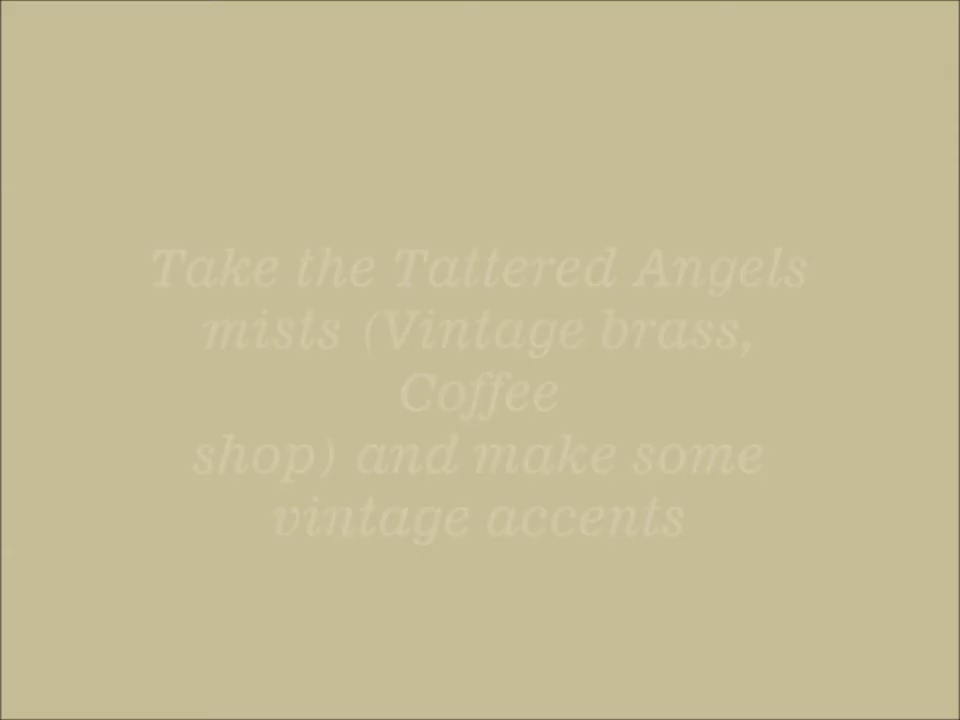 Take the Tattered Angels
mists (Vintage brass,
Coffee
shop) and make some
vintage accents